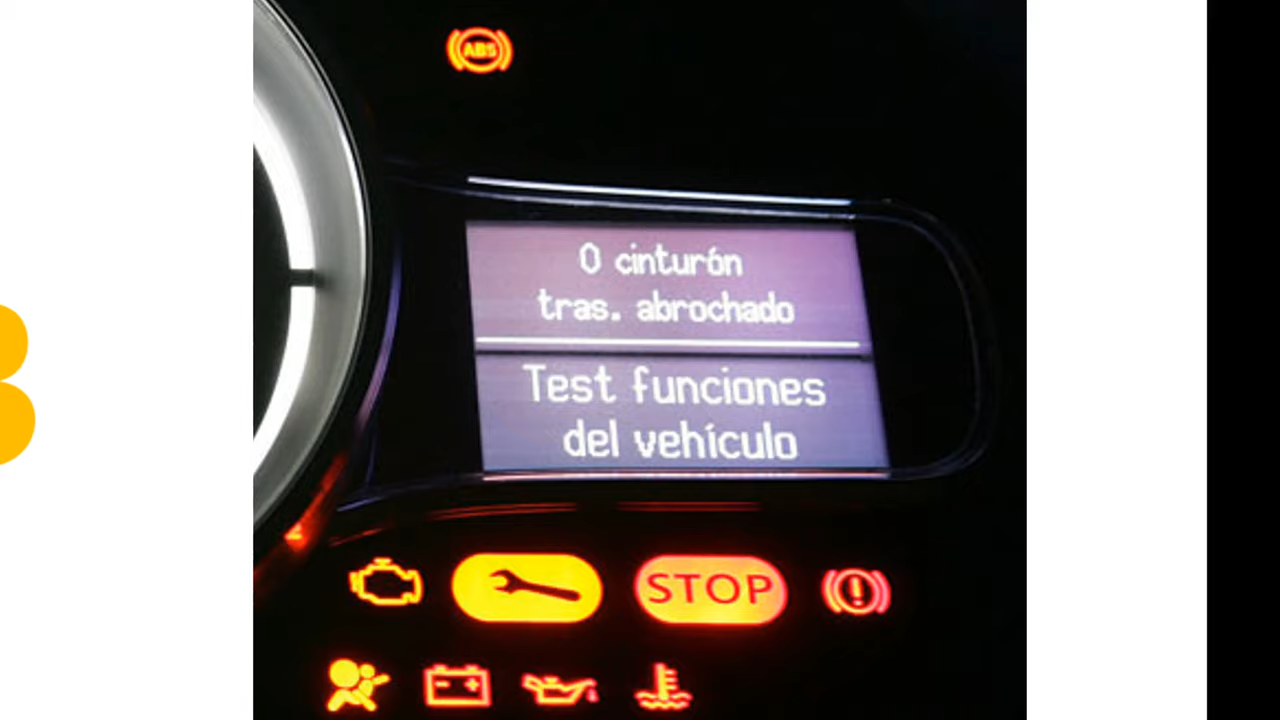 ABS
0 cinturón
tras. abrochado
Test funciones
del vehículo
STOP